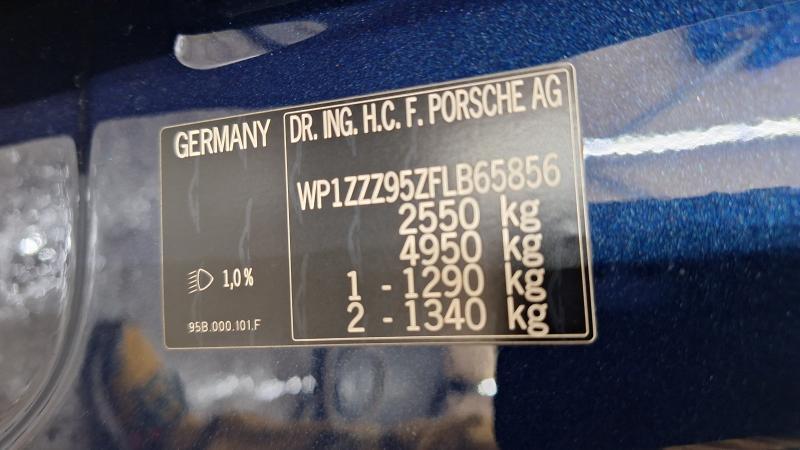 GERMANY
DR. ING. H.C. F. PORSCHE AG
WP1ZZZ95ZFLB65856
2550 kg
4950 kg
1 - 1290 kg
2 - 1340 kg
1,0%
95B.000.101.F